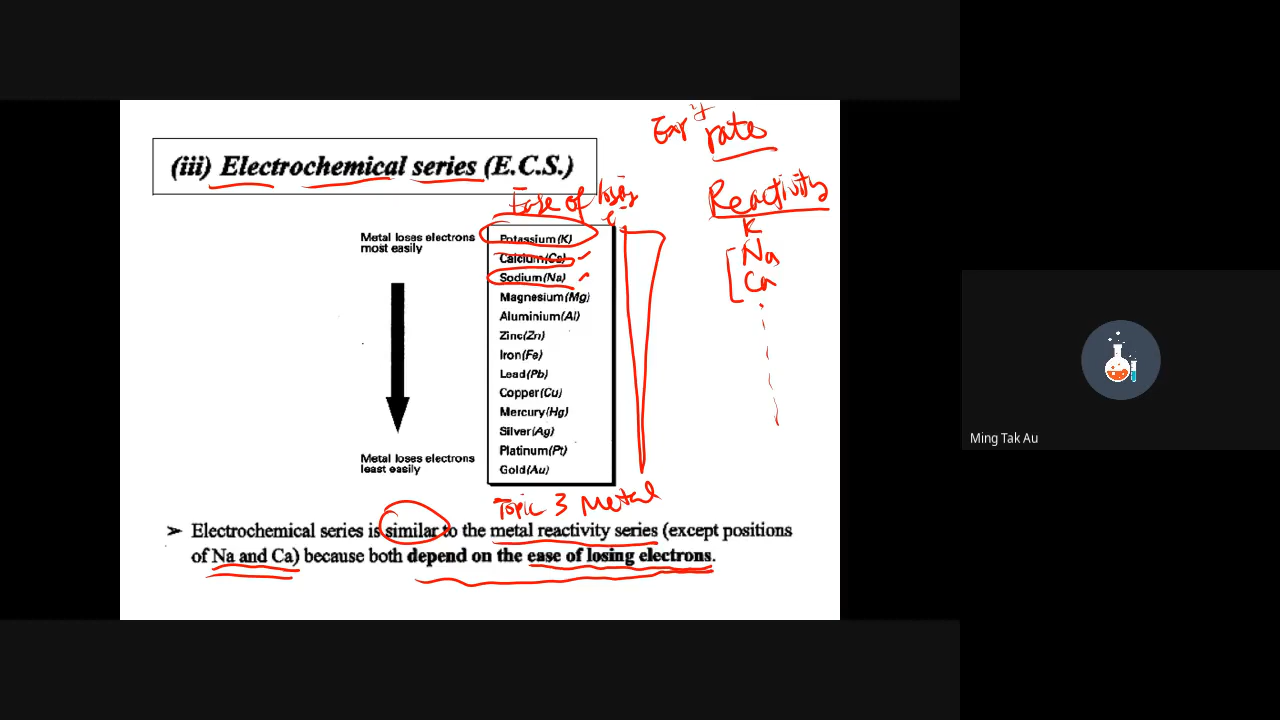 rates
(iii) Electrochemical series (E.C.S.)
Ease of losing
e⁻
Reactivity
K
Na
Ca
Metal loses electrons
most easily
Potassium (K)
Calcium (Ca)
Sodium (Na)
Magnesium (Mg)
Aluminium (Al)
Zinc (Zn)
Iron (Fe)
Lead (Pb)
Copper (Cu)
Mercury (Hg)
Silver (Ag)
Platinum (Pt)
Gold (Au)
Metal loses electrons
least easily
Topic 3 Metal
➢ Electrochemical series is similar to the metal reactivity series (except positions
of Na and Ca) because both depend on the ease of losing electrons.
Ming Tak Au